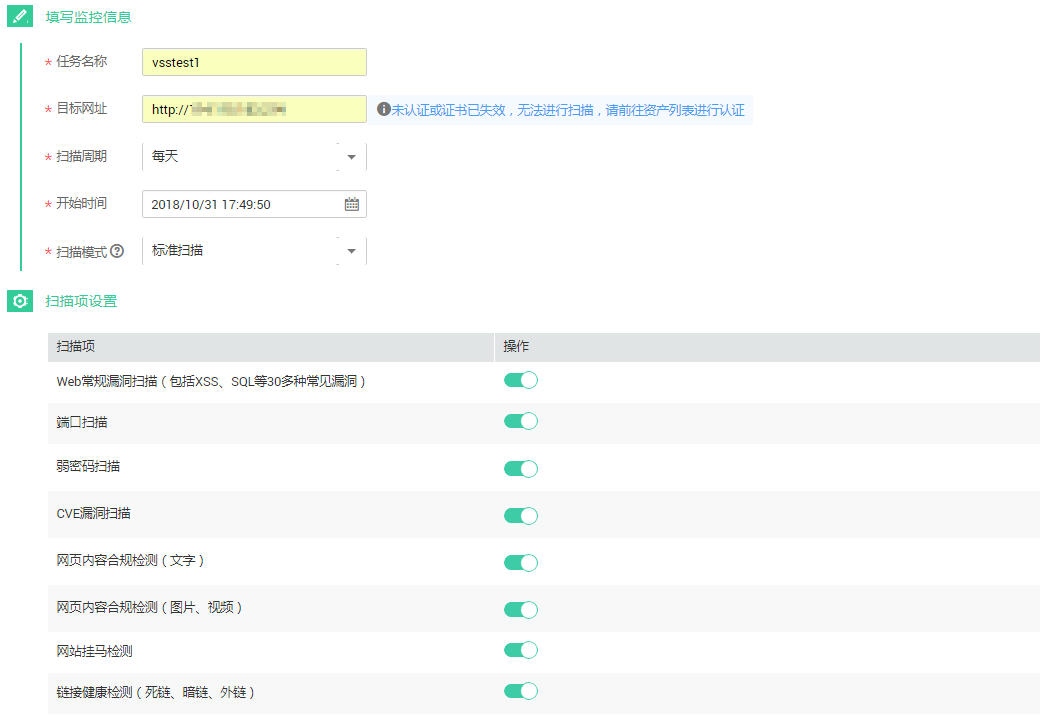 填写监控信息
* 任务名称 vsstest1
* 目标网址 http:// 未认证或证书已失效，无法进行扫描，请前往资产列表进行认证
* 扫描周期 每天
* 开始时间 2018/10/31 17:49:50
* 扫描模式 ? 标准扫描
扫描项设置
扫描项 操作
Web常规漏洞扫描（包括XSS、SQL等30多种常见漏洞）
端口扫描
弱密码扫描
CVE漏洞扫描
网页内容合规检测（文字）
网页内容合规检测（图片、视频）
网站挂马检测
链接健康检测（死链、暗链、外链）